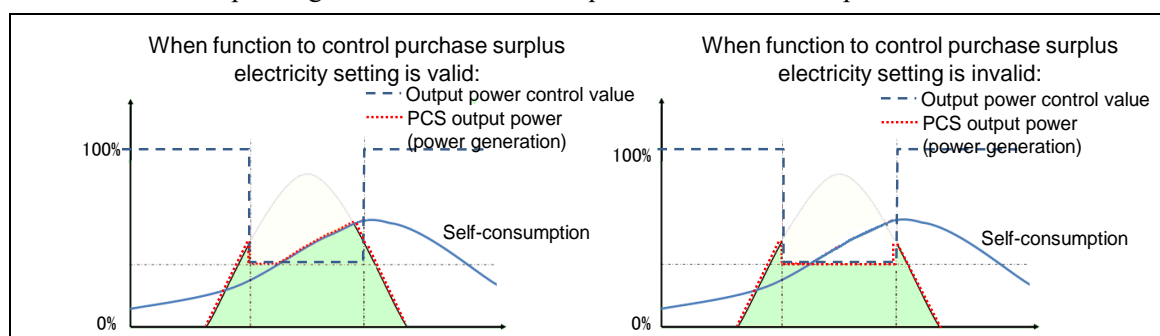 When function to control purchase surplus
electricity setting is valid:
Output power control value
PCS output power
(power generation)
100%
Self-consumption
0%
When function to control purchase surplus
electricity setting is invalid:
Output power control value
PCS output power
(power generation)
100%
Self-consumption
0%